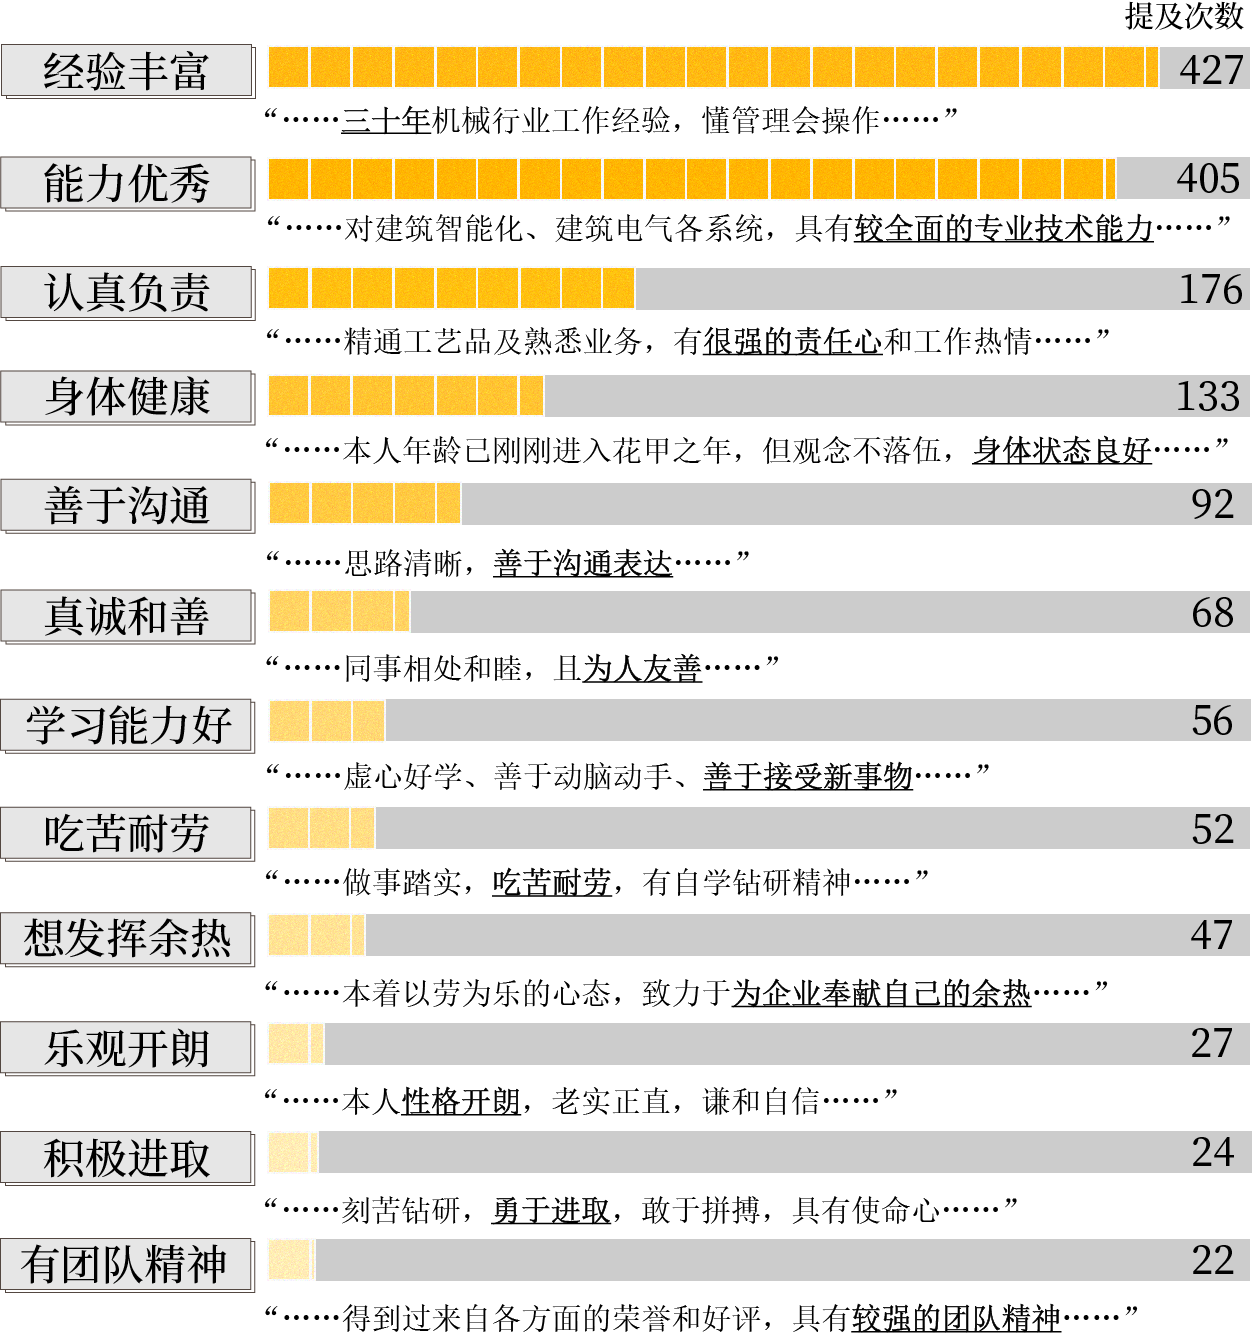 提及次数
经验丰富
427
“……三十年机械行业工作经验，懂管理会操作……”
能力优秀
405
“……对建筑智能化、建筑电气各系统，具有较全面的专业技术能力……”
认真负责
176
“……精通工艺品及熟悉业务，有很强的责任心和工作热情……”
身体健康
133
“……本人年龄已刚刚进入花甲之年，但观念不落伍，身体状态良好……”
善于沟通
92
“……思路清晰，善于沟通表达……”
真诚和善
68
“……同事相处和睦，且为人友善……”
学习能力好
56
“……虚心好学、善于动脑动手、善于接受新事物……”
吃苦耐劳
52
“……做事踏实，吃苦耐劳，有自学钻研精神……”
想发挥余热
47
“……本着以劳为乐的心态，致力于为企业奉献自己的余热……”
乐观开朗
27
“……本人性格开朗，老实正直，谦和自信……”
积极进取
24
“……刻苦钻研，勇于进取，敢于拼搏，具有使命心……”
有团队精神
22
“……得到过来自各方面的荣誉和好评，具有较强的团队精神……”